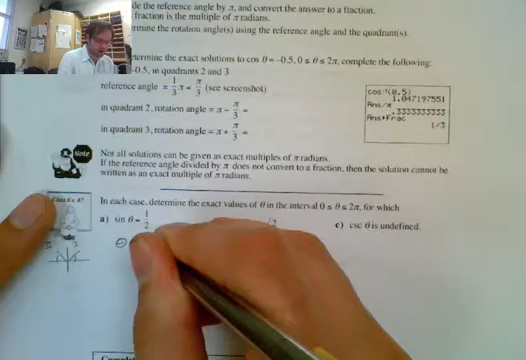 de the reference angle by π, and convert the answer to a fraction.
fraction is the multiple of π radians.
rmine the rotation angle(s) using the reference angle and the quadrant(s).
termine the exact solutions to cos θ = -0.5, 0 ≤ θ ≤ 2π, complete the following:
-0.5, in quadrants 2 and 3
reference angle = 1/3 π = π/3 (see screenshot)
in quadrant 2, rotation angle = π - π/3 =
in quadrant 3, rotation angle = π + π/3 =
cos⁻¹(0.5)
1.047197551
Ans/π
.3333333333
Ans▸Frac
1/3
Note
Not all solutions can be given as exact multiples of π radians.
If the reference angle divided by π does not convert to a fraction, then the solution cannot be
written as an exact multiple of π radians.
Class Ex. #
In each case, determine the exact values of θ in the interval 0 ≤ θ ≤ 2π, for which
a) sin θ = 1/2
c) csc θ is undefined.